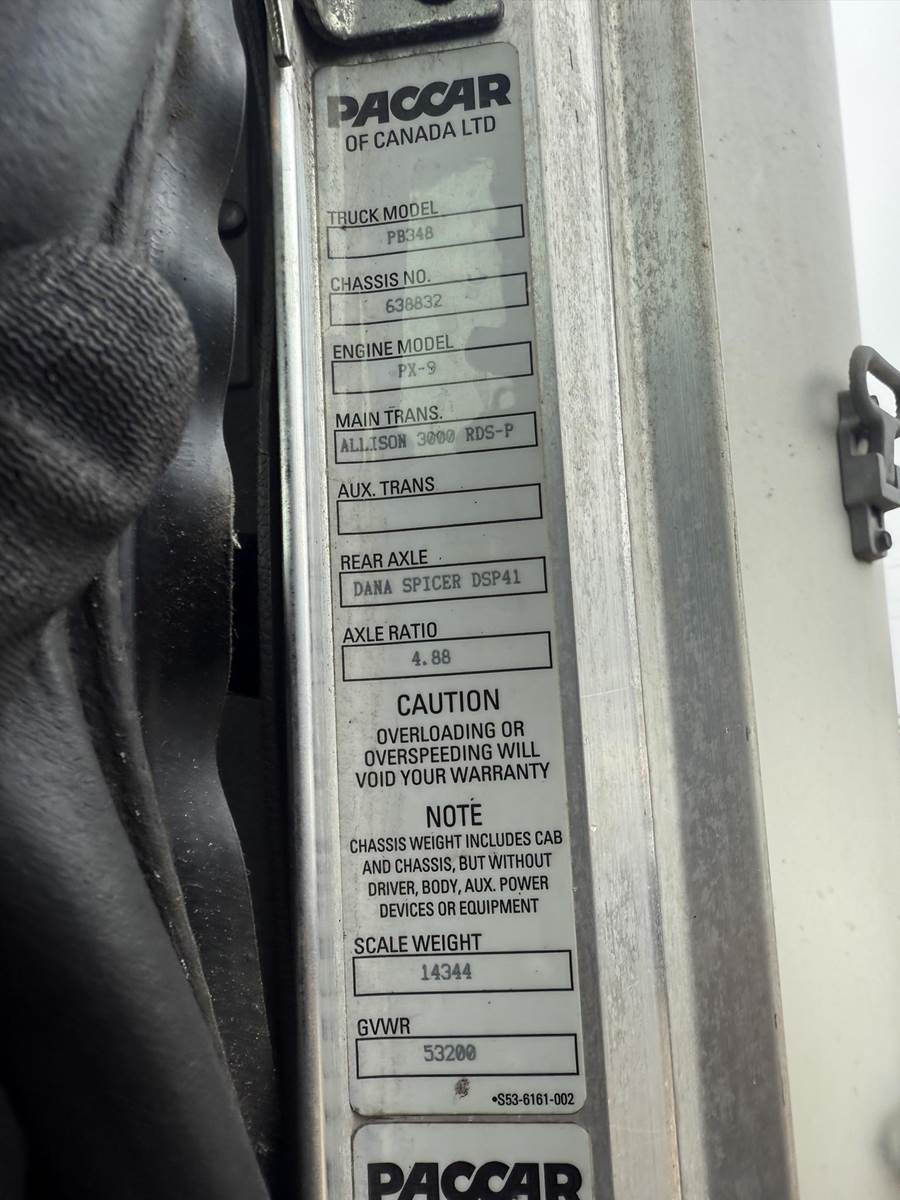 PACCAR
OF CANADA LTD
TRUCK MODEL
PB348
CHASSIS NO.
638832
ENGINE MODEL
PX-9
MAIN TRANS.
ALLISON 3000 RDS-P
AUX. TRANS
REAR AXLE
DANA SPICER DSP41
AXLE RATIO
4.88
CAUTION
OVERLOADING OR
OVERSPEEDING WILL
VOID YOUR WARRANTY
NOTE
CHASSIS WEIGHT INCLUDES CAB
AND CHASSIS, BUT WITHOUT
DRIVER, BODY, AUX. POWER
DEVICES OR EQUIPMENT
SCALE WEIGHT
14344
GVWR
53200
•S53-6161-002
PACCAR